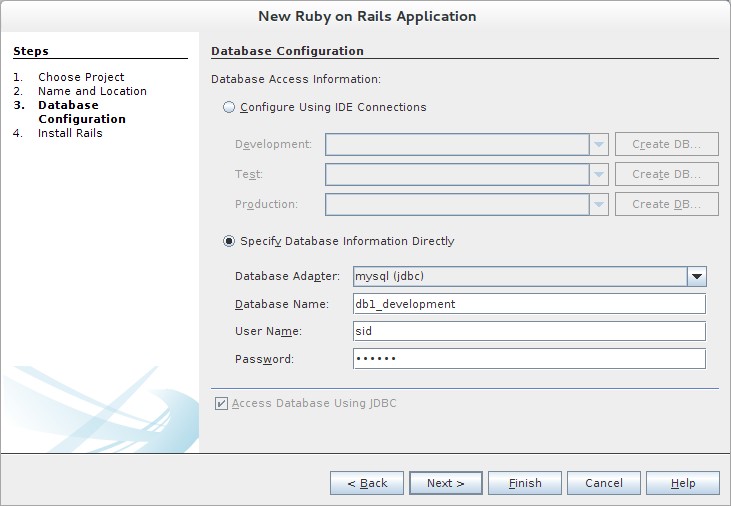 New Ruby on Rails Application
Steps
1. Choose Project
2. Name and Location
3. Database
Configuration
4. Install Rails
Database Configuration
Database Access Information:
Configure Using IDE Connections
Development:
Create DB...
Test:
Create DB...
Production:
Create DB...
Specify Database Information Directly
Database Adapter: mysql (jdbc)
Database Name: db1_development
User Name: sid
Password: ••••••
Access Database Using JDBC
< Back
Next >
Finish
Cancel
Help